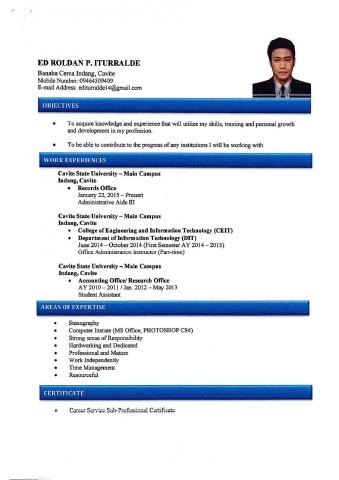 ED ROLDAN P. ITURRALDE
Banaba Cerca Indang, Cavite
Mobile Number: 09464509409
E-mail Address: editurralde14@gmail.com
OBJECTIVES
• To acquire knowledge and experience that will utilize my skills, training and personal growth
and development in my profession.
• To be able to contribute to the progress of any institutions I will be working with.
WORK EXPERIENCES
Cavite State University – Main Campus
Indang, Cavite
• Records Office
January 22, 2015 – Present
Administrative Aide III
Cavite State University – Main Campus
Indang, Cavite
• College of Engineering and Information Technology (CEIT)
• Department of Information Technology (DIT)
June 2014 – October 2014 (First Semester AY 2014 – 2015)
Office Administration Instructor (Part-time)
Cavite State University – Main Campus
Indang, Cavite
• Accounting Office/ Research Office
AY 2010 – 2011 / Jan. 2012 – May 2013
Student Assistant
AREAS OF EXPERTISE
• Stenography
• Computer literate (MS Office, PHOTOSHOP CS4)
• Strong sense of Responsibility
• Hardworking and Dedicated
• Professional and Mature
• Work Independently
• Time Management
• Resourceful
CERTIFICATE
• Career Service Sub-Professional Certificate